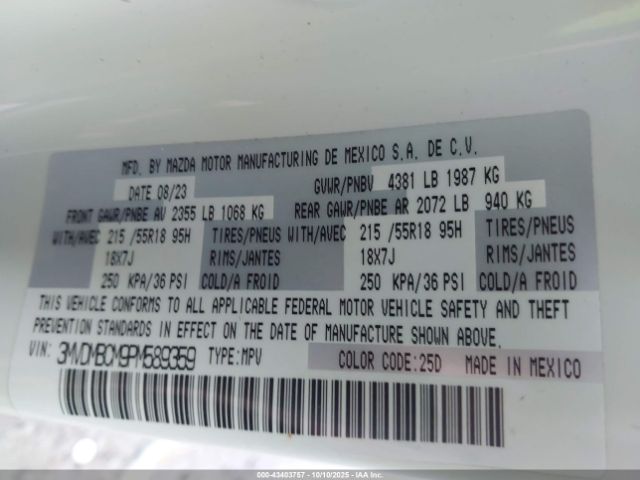 MFD. BY MAZDA MOTOR MANUFACTURING DE MEXICO S.A. DE C.V.
DATE 08/23 GVWR/PNBV 4381 LB 1987 KG
FRONT GAWR/PNBE AV 2355 LB 1068 KG REAR GAWR/PNBE AR 2072 LB 940 KG
WITH/AVEC 215 /55R18 95H TIRES/PNEUS WITH/AVEC 215 /55R18 95H TIRES/PNEUS
18X7J RIMS/JANTES 18X7J RIMS/JANTES
250 KPA/36 PSI COLD/A FROID 250 KPA/36 PSI COLD/A FROID
THIS VEHICLE CONFORMS TO ALL APPLICABLE FEDERAL MOTOR VEHICLE SAFETY AND THEFT
PREVENTION STANDARDS IN EFFECT ON THE DATE OF MANUFACTURE SHOWN ABOVE.
VIN: 3MVDMBCM9PM589359 TYPE:MPV COLOR CODE:25D MADE IN MEXICO
000-43403757 - 10/10/2025 - IAA Inc.